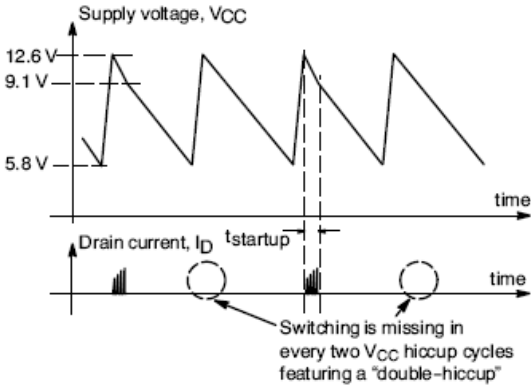 Supply voltage, VCC
12.6 V
9.1 V
5.8 V
time
Drain current, ID
tstartup
time
Switching is missing in
every two VCC hiccup cycles
featuring a "double-hiccup"